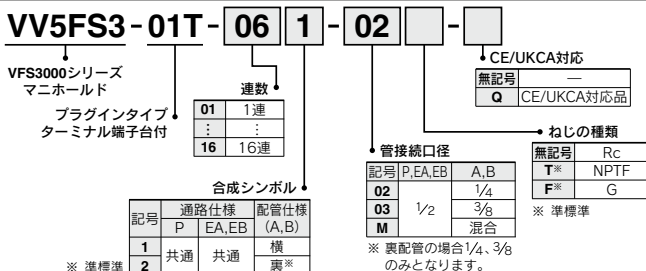 VV5FS3-01T-06 1-02 -
VFS3000シリーズ
マニホールド
プラグインタイプ
ターミナル端子台付
連数
01 1連
⋮ ⋮
16 16連
合成シンボル
記号 通路仕様 配管仕様
P EA,EB (A,B)
1 共通 共通 横
2 裏※
※ 準標準
管接続口径
記号 P,EA,EB A,B
02 1/2 1/4
03 3/8
M 混合
※ 裏配管の場合1/4、3/8
のみとなります。
CE/UKCA対応
無記号 —
Q CE/UKCA対応品
ねじの種類
無記号 Rc
T※ NPTF
F※ G
※ 準標準